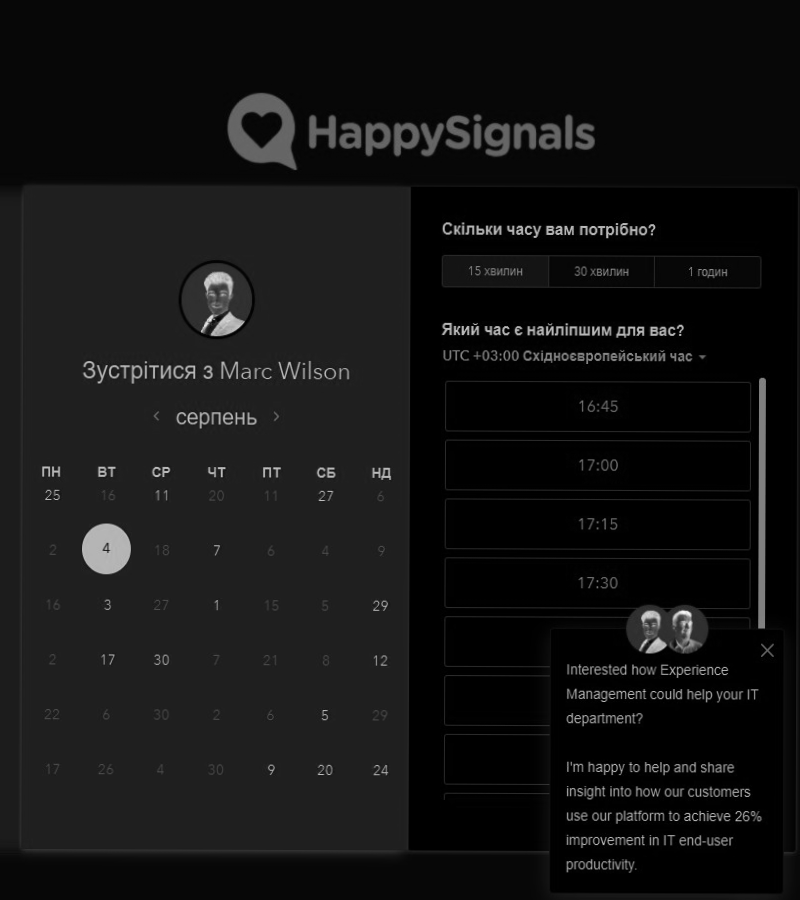 HappySignals
Зустрітися з Marc Wilson
серпень
ПН ВТ СР ЧТ ПТ СБ НД
25 16 11 20 11 27 6
2 4 18 7 6 4 9
16 3 27 1 15 5 29
2 17 30 7 21 8 12
22 6 30 2 6 5 29
17 26 4 30 9 20 24
Скільки часу вам потрібно?
15 хвилин 30 хвилин 1 годин
Який час є найліпшим для вас?
UTC +03:00 Східноєвропейський час
16:45
17:00
17:15
17:30
Interested how Experience
Management could help your IT
department?
I'm happy to help and share
insight into how our customers
use our platform to achieve 26%
improvement in IT end-user
productivity.